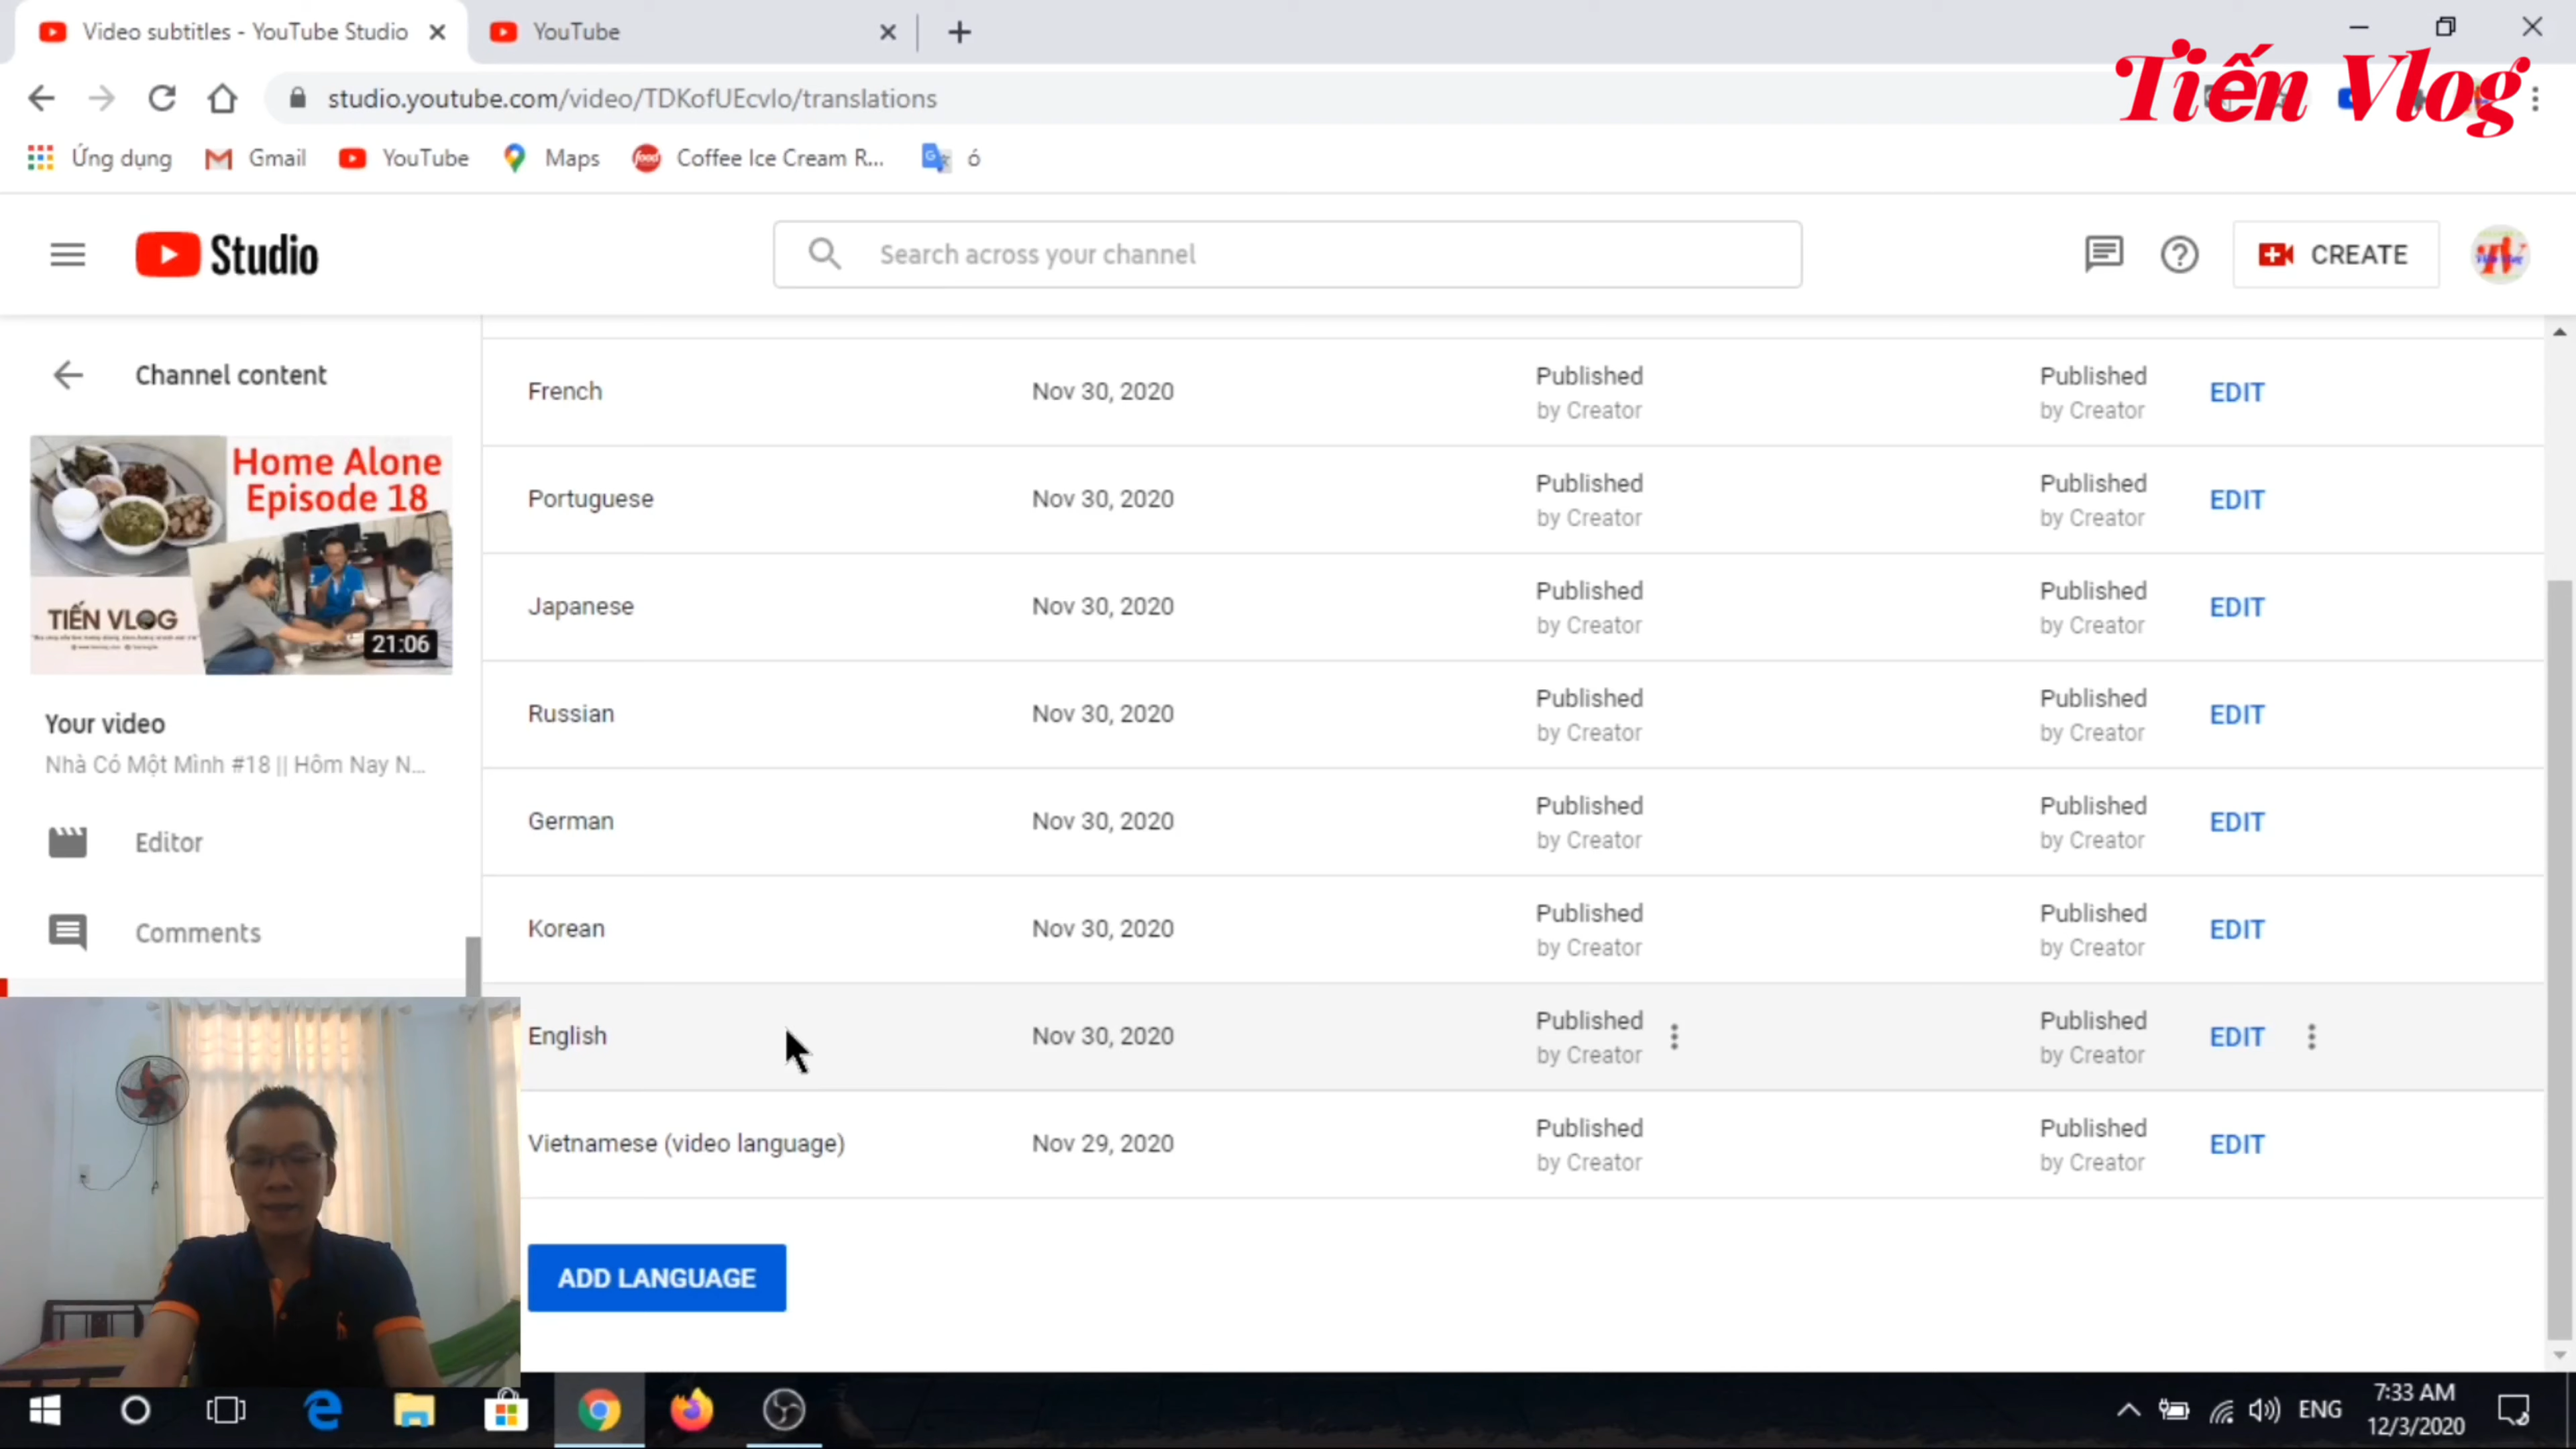 Video subtitles - YouTube Studio
YouTube
Tiến Vlog
studio.youtube.com/video/TDKofUEcvlo/translations
Ứng dụng
Gmail
YouTube
Maps
Coffee Ice Cream R...
ó
Studio
Search across your channel
CREATE
Channel content
Home Alone
Episode 18
TIẾN VLOG
21:06
Your video
Nhà Có Một Mình #18 || Hôm Nay N...
Editor
Comments
French Nov 30, 2020 Published Published EDIT
by Creator by Creator
Portuguese Nov 30, 2020 Published Published EDIT
by Creator by Creator
Japanese Nov 30, 2020 Published Published EDIT
by Creator by Creator
Russian Nov 30, 2020 Published Published EDIT
by Creator by Creator
German Nov 30, 2020 Published Published EDIT
by Creator by Creator
Korean Nov 30, 2020 Published Published EDIT
by Creator by Creator
English Nov 30, 2020 Published Published EDIT
by Creator by Creator
Vietnamese (video language) Nov 29, 2020 Published Published EDIT
by Creator by Creator
ADD LANGUAGE
ENG
7:33 AM
12/3/2020